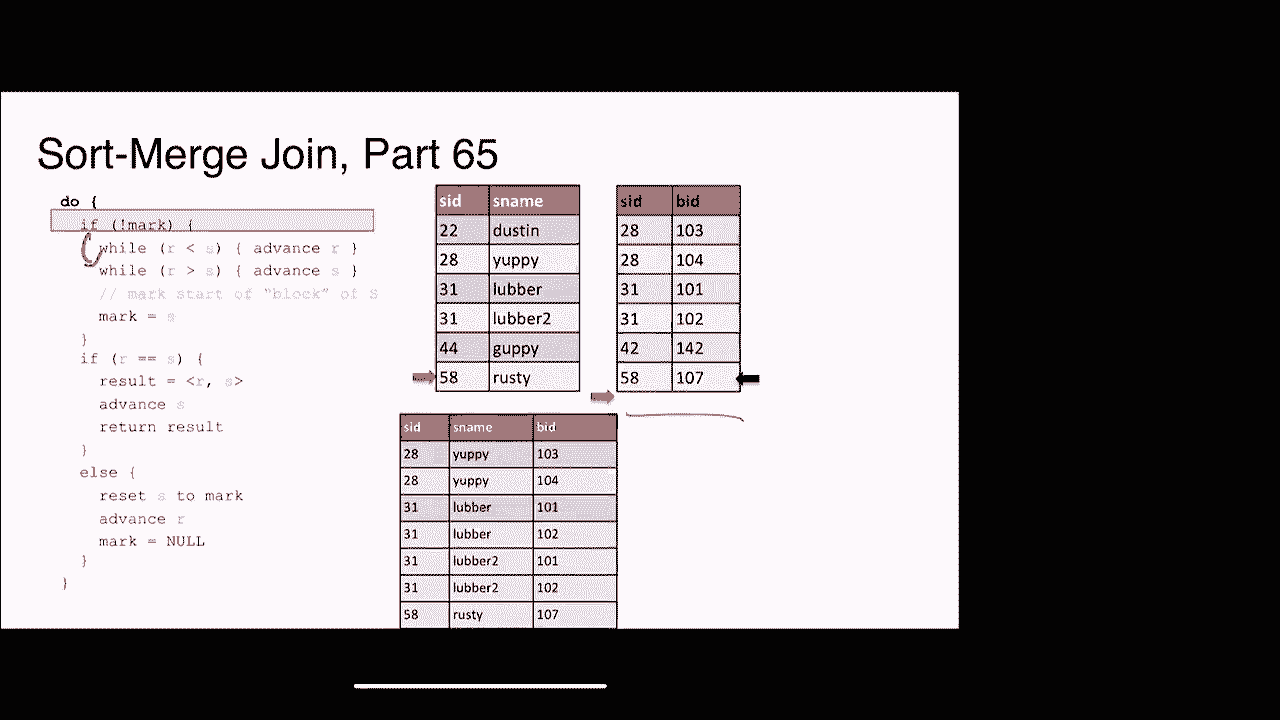 Sort-Merge Join, Part 65
do {
if (!mark) {
while (r < s) { advance r }
while (r > s) { advance s }
// mark start of “block” of S
mark = s
}
if (r == s) {
result = <r, s>
advance s
return result
}
else {
reset s to mark
advance r
mark = NULL
}
}
sid sname
22 dustin
28 yuppy
31 lubber
31 lubber2
44 guppy
58 rusty
sid bid
28 103
28 104
31 101
31 102
42 142
58 107
sid sname bid
28 yuppy 103
28 yuppy 104
31 lubber 101
31 lubber 102
31 lubber2 101
31 lubber2 102
58 rusty 107